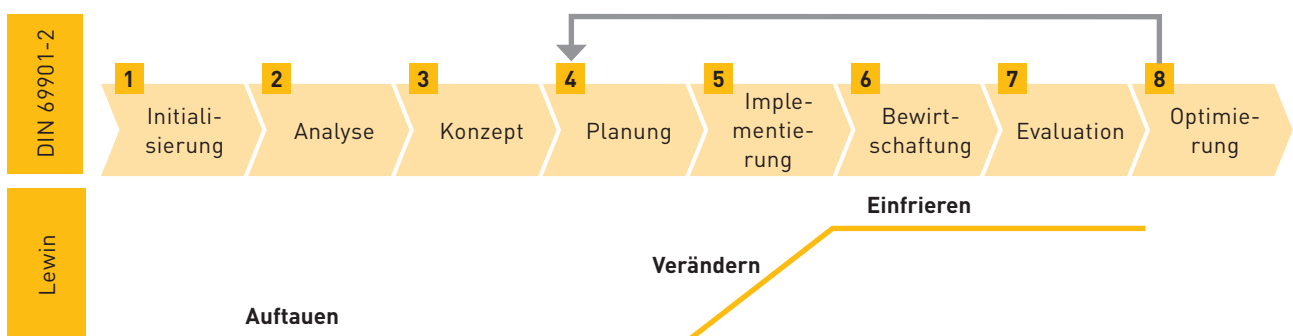 DIN 69901-2
1
Initiali-
sierung
2
Analyse
3
Konzept
4
Planung
5
Imple-
mentie-
rung
6
Bewirt-
schaftung
7
Evaluation
8
Optimie-
rung
Lewin
Auftauen
Verändern
Einfrieren